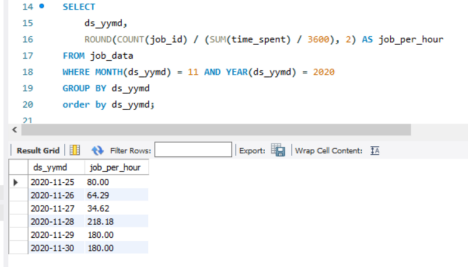 14 SELECT
15 ds_yymd,
16 ROUND(COUNT(job_id) / (SUM(time_spent) / 3600), 2) AS job_per_hour
17 FROM job_data
18 WHERE MONTH(ds_yymd) = 11 AND YEAR(ds_yymd) = 2020
19 GROUP BY ds_yymd
20 order by ds_yymd;
21
Result Grid Filter Rows: Export: Wrap Cell Content: IA
ds_yymd job_per_hour
2020-11-25 80.00
2020-11-26 64.29
2020-11-27 34.62
2020-11-28 218.18
2020-11-29 180.00
2020-11-30 180.00